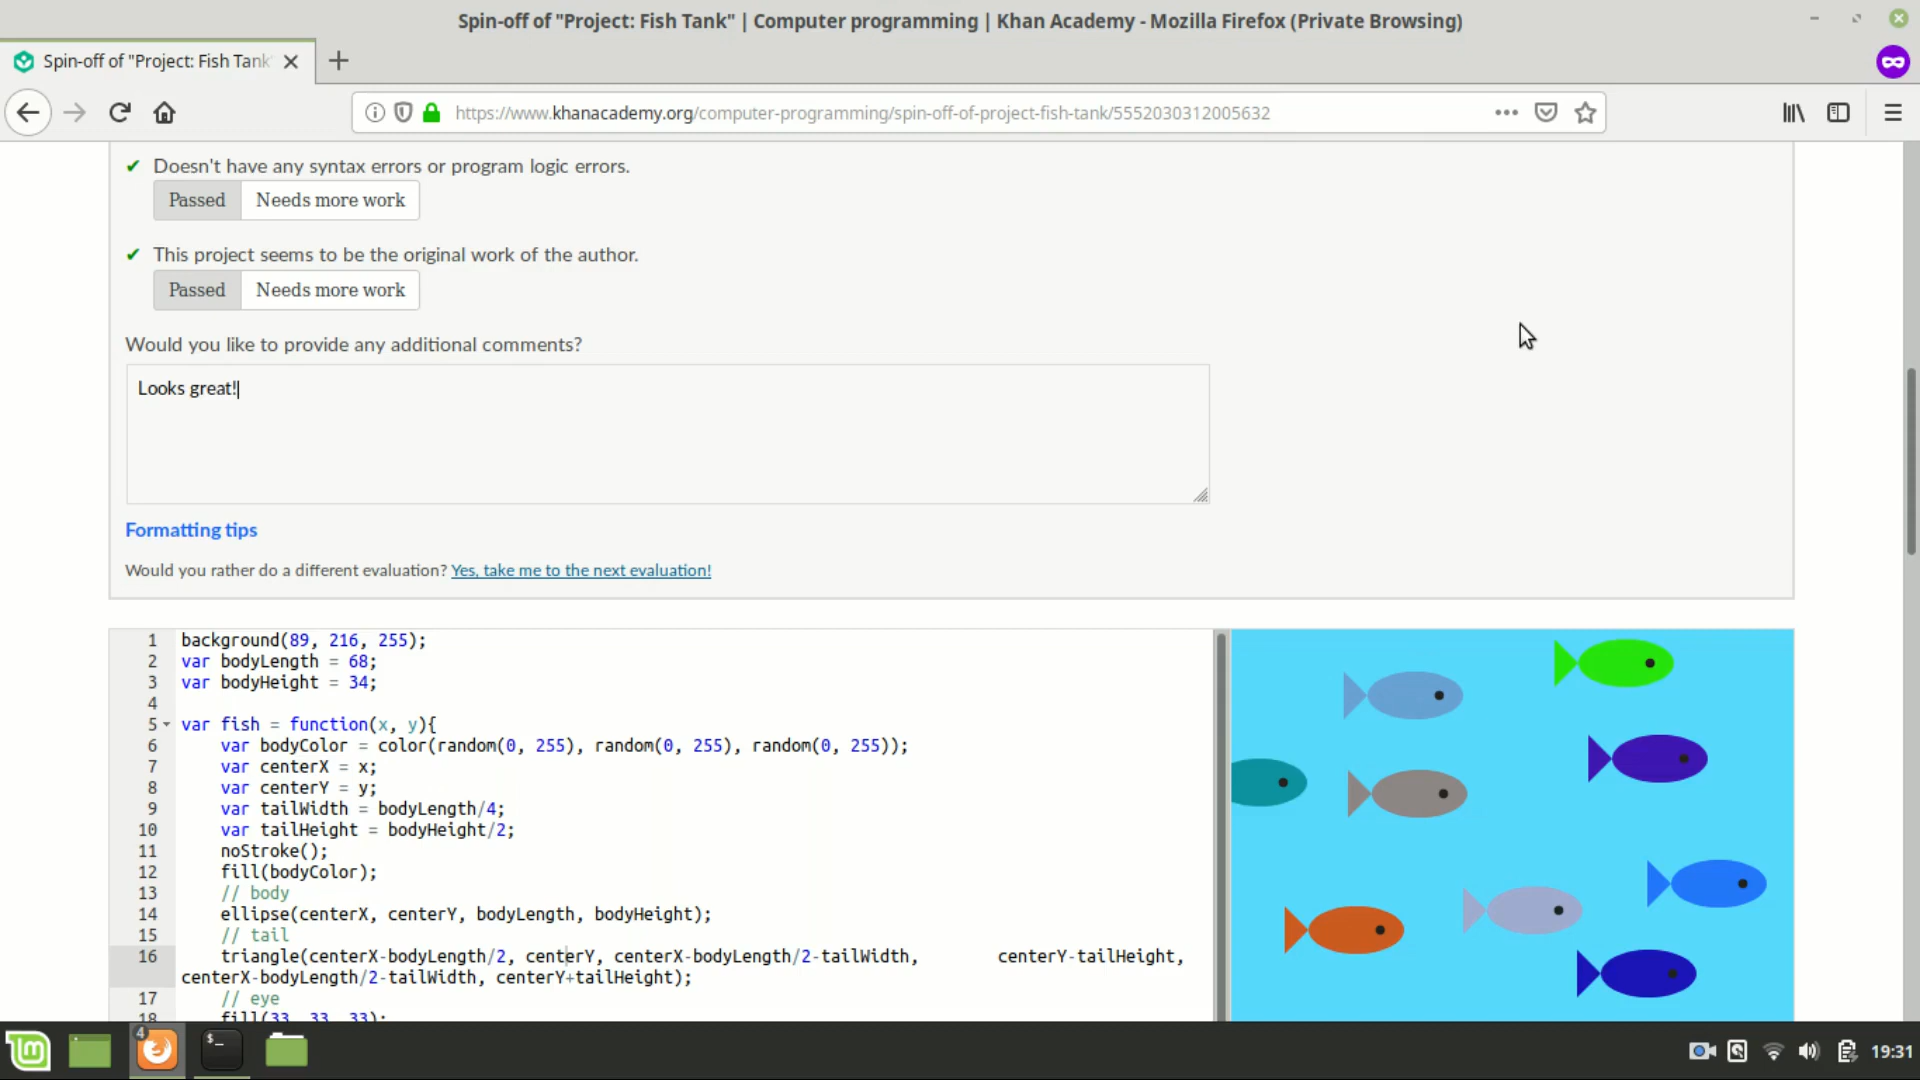 Spin-off of "Project: Fish Tank" | Computer programming | Khan Academy - Mozilla Firefox (Private Browsing)
Spin-off of "Project: Fish Tank
https://www.khanacademy.org/computer-programming/spin-off-of-project-fish-tank/5552030312005632
Doesn't have any syntax errors or program logic errors.
Passed Needs more work
This project seems to be the original work of the author.
Passed Needs more work
Would you like to provide any additional comments?
Looks great!
Formatting tips
Would you rather do a different evaluation? Yes, take me to the next evaluation!
1 background(89, 216, 255);
2 var bodyLength = 68;
3 var bodyHeight = 34;
4
5 var fish = function(x, y){
6 var bodyColor = color(random(0, 255), random(0, 255), random(0, 255));
7 var centerX = x;
8 var centerY = y;
9 var tailWidth = bodyLength/4;
10 var tailHeight = bodyHeight/2;
11 noStroke();
12 fill(bodyColor);
13 // body
14 ellipse(centerX, centerY, bodyLength, bodyHeight);
15 // tail
16 triangle(centerX-bodyLength/2, centerY, centerX-bodyLength/2-tailWidth, centerY-tailHeight,
centerX-bodyLength/2-tailWidth, centerY+tailHeight);
17 // eye
18 fill(33, 33, 33);
4
$_
19:31